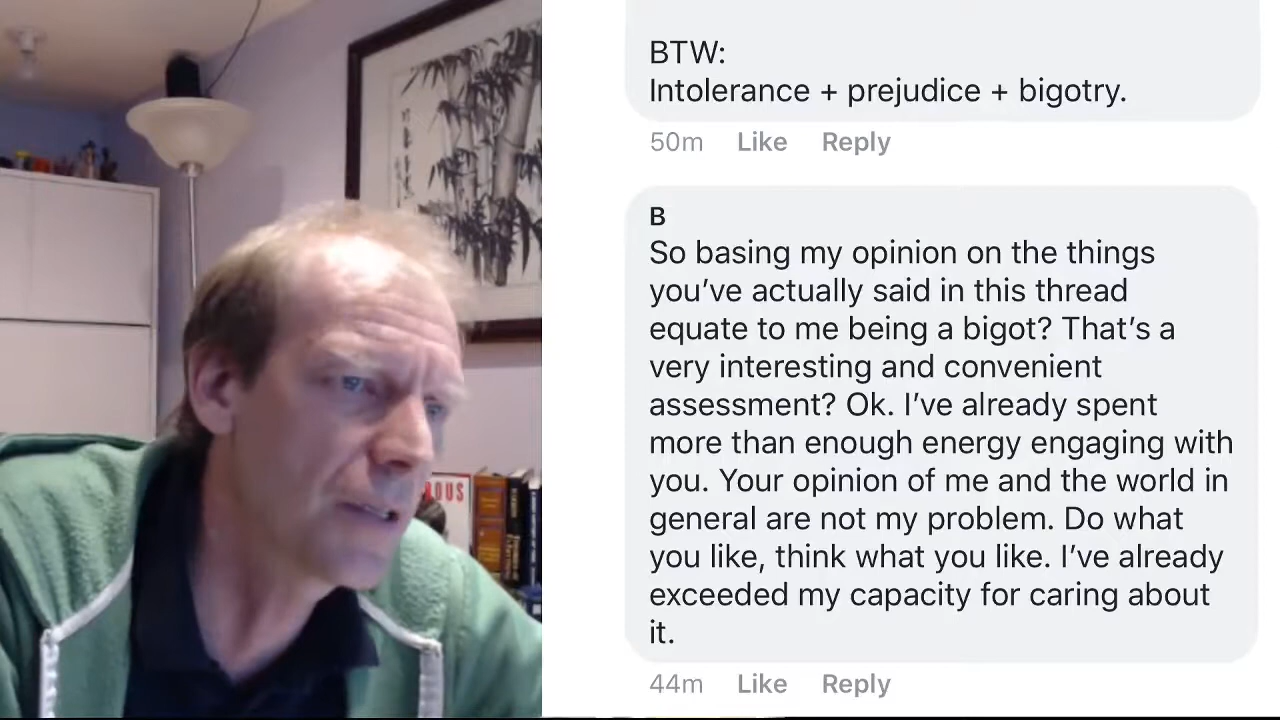 BTW:
Intolerance + prejudice + bigotry.
50m Like Reply
B
So basing my opinion on the things
you've actually said in this thread
equate to me being a bigot? That's a
very interesting and convenient
assessment? Ok. I've already spent
more than enough energy engaging with
you. Your opinion of me and the world in
general are not my problem. Do what
you like, think what you like. I've already
exceeded my capacity for caring about
it.
44m Like Reply